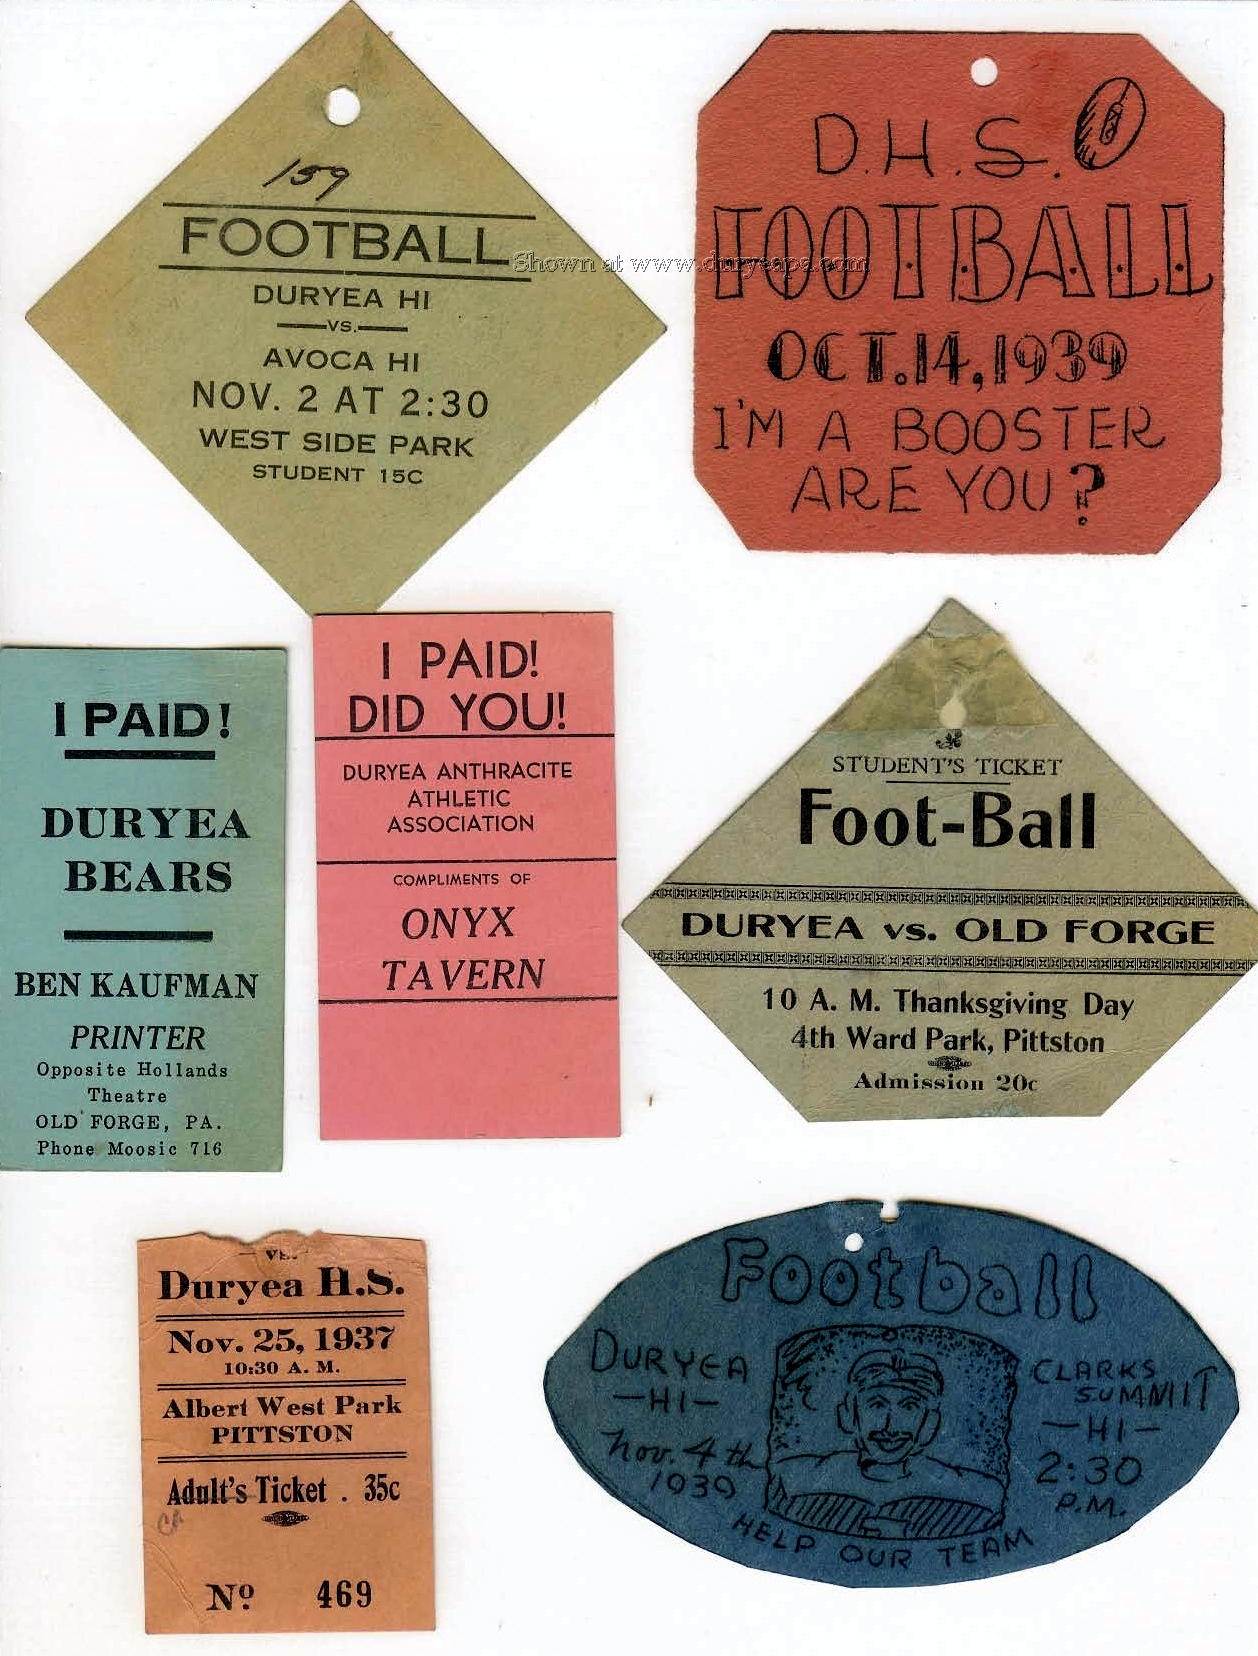 159
FOOTBALL
DURYEA HI
VS.
AVOCA HI
NOV. 2 AT 2:30
WEST SIDE PARK
STUDENT 15C
Shown at www.duryeapa.com
D.H.S.
FOOTBALL
OCT. 14, 1939
I'M A BOOSTER
ARE YOU?
I PAID!
DURYEA
BEARS
BEN KAUFMAN
PRINTER
Opposite Hollands
Theatre
OLD FORGE, PA.
Phone Moosic 716
I PAID!
DID YOU!
DURYEA ANTHRACITE
ATHLETIC
ASSOCIATION
COMPLIMENTS OF
ONYX
TAVERN
STUDENT'S TICKET
Foot-Ball
DURYEA vs. OLD FORGE
10 A. M. Thanksgiving Day
4th Ward Park, Pittston
Admission 20c
vs.
Duryea H.S.
Nov. 25, 1937
10:30 A. M.
Albert West Park
PITTSTON
Adult's Ticket . 35c
Nº. 469
Football
DURYEA
-HI-
Nov. 4th
1939
CLARKS
SUMMIT
-HI-
2:30
P.M.
HELP OUR TEAM